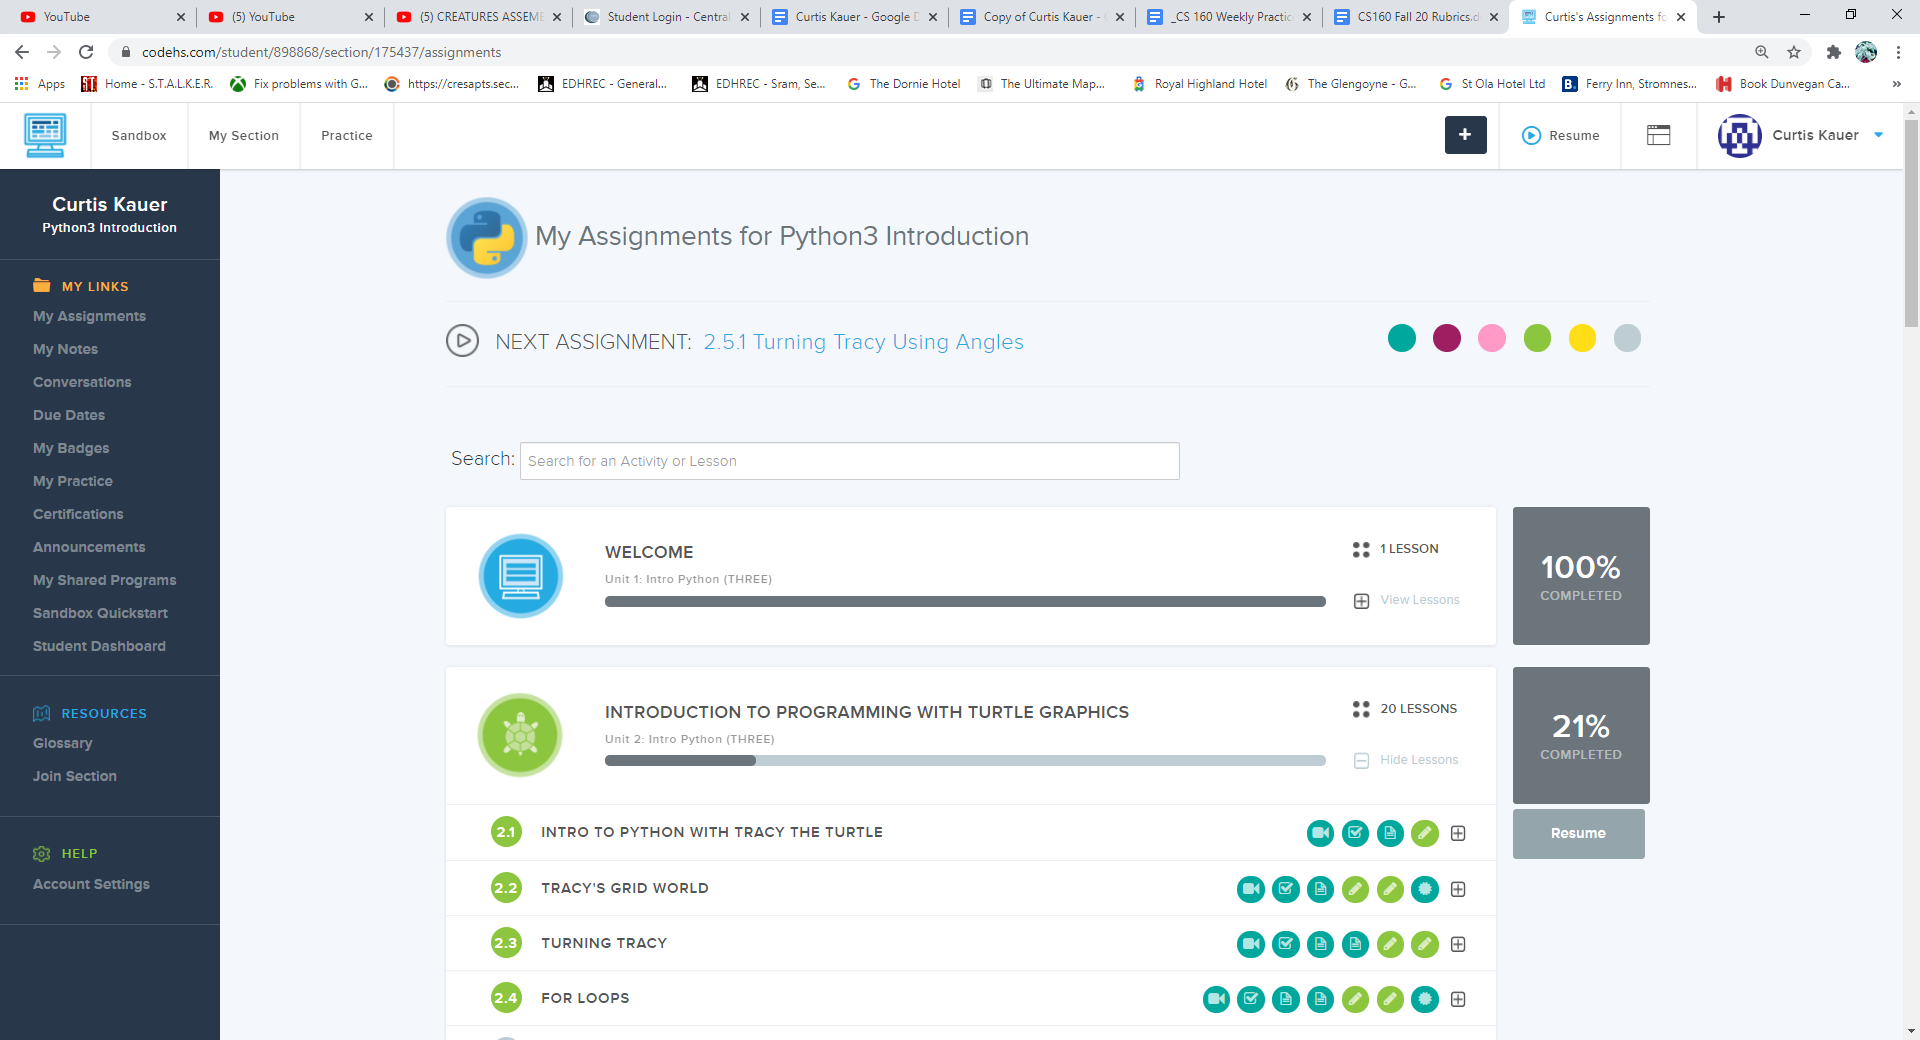 YouTube
(5) YouTube
(5) CREATURES ASSEM
Student Login - Central
Curtis Kauer - Google D
Copy of Curtis Kauer -
_CS 160 Weekly Practic
CS160 Fall 20 Rubrics.d
Curtis's Assignments fo
codehs.com/student/898868/section/175437/assignments
Apps
Home - S.T.A.L.K.E.R.
Fix problems with G...
https://cresapts.sec...
EDHREC - General...
EDHREC - Sram, Se...
The Dornie Hotel
The Ultimate Map...
Royal Highland Hotel
The Glengoyne - G...
St Ola Hotel Ltd
Ferry Inn, Stromnes...
Book Dunvegan Ca...
»
Sandbox
My Section
Practice
+
Resume
Curtis Kauer
Curtis Kauer
Python3 Introduction
MY LINKS
My Assignments
My Notes
Conversations
Due Dates
My Badges
My Practice
Certifications
Announcements
My Shared Programs
Sandbox Quickstart
Student Dashboard
RESOURCES
Glossary
Join Section
HELP
Account Settings
My Assignments for Python3 Introduction
NEXT ASSIGNMENT: 2.5.1 Turning Tracy Using Angles
Search: Search for an Activity or Lesson
WELCOME
Unit 1: Intro Python (THREE)
1 LESSON
View Lessons
100%
COMPLETED
INTRODUCTION TO PROGRAMMING WITH TURTLE GRAPHICS
Unit 2: Intro Python (THREE)
20 LESSONS
Hide Lessons
21%
COMPLETED
Resume
2.1 INTRO TO PYTHON WITH TRACY THE TURTLE
2.2 TRACY'S GRID WORLD
2.3 TURNING TRACY
2.4 FOR LOOPS